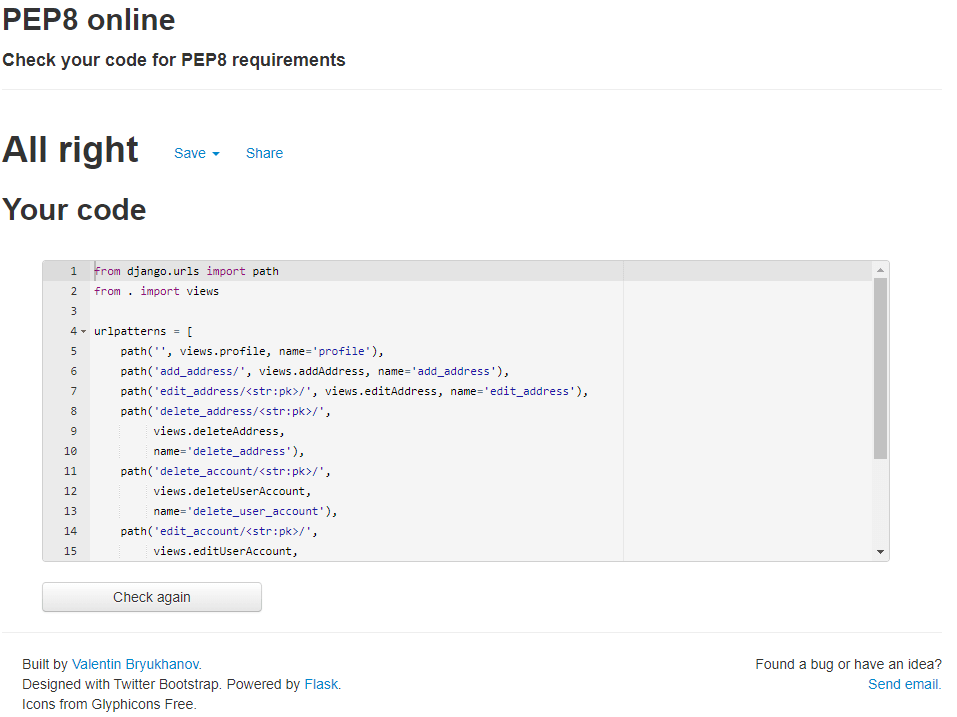 PEP8 online
Check your code for PEP8 requirements
All right Save Share
Your code
1 from django.urls import path
2 from . import views
3
4 urlpatterns = [
5 path('', views.profile, name='profile'),
6 path('add_address/', views.addAddress, name='add_address'),
7 path('edit_address/<str:pk>/', views.editAddress, name='edit_address'),
8 path('delete_address/<str:pk>/',
9 views.deleteAddress,
10 name='delete_address'),
11 path('delete_account/<str:pk>/',
12 views.deleteUserAccount,
13 name='delete_user_account'),
14 path('edit_account/<str:pk>/',
15 views.editUserAccount,
Check again
Built by Valentin Bryukhanov. Found a bug or have an idea?
Designed with Twitter Bootstrap. Powered by Flask. Send email.
Icons from Glyphicons Free.